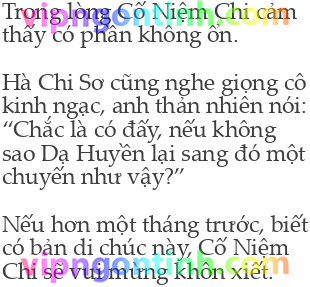 Trong lòng Cố Niệm Chi cảm
thấy có phần không ổn.
Hà Chi Sơ cũng nghe giọng cô
kinh ngạc, anh thản nhiên nói:
“Chắc là có đấy, nếu không
sao Dạ Huyền lại sang đó một
chuyến như vậy?”
Nếu hơn một tháng trước, biết
có bản di chúc này, Cố Niệm
Chi sẽ vui mừng khôn xiết.
vipngontinh.com
vipngontinh.com